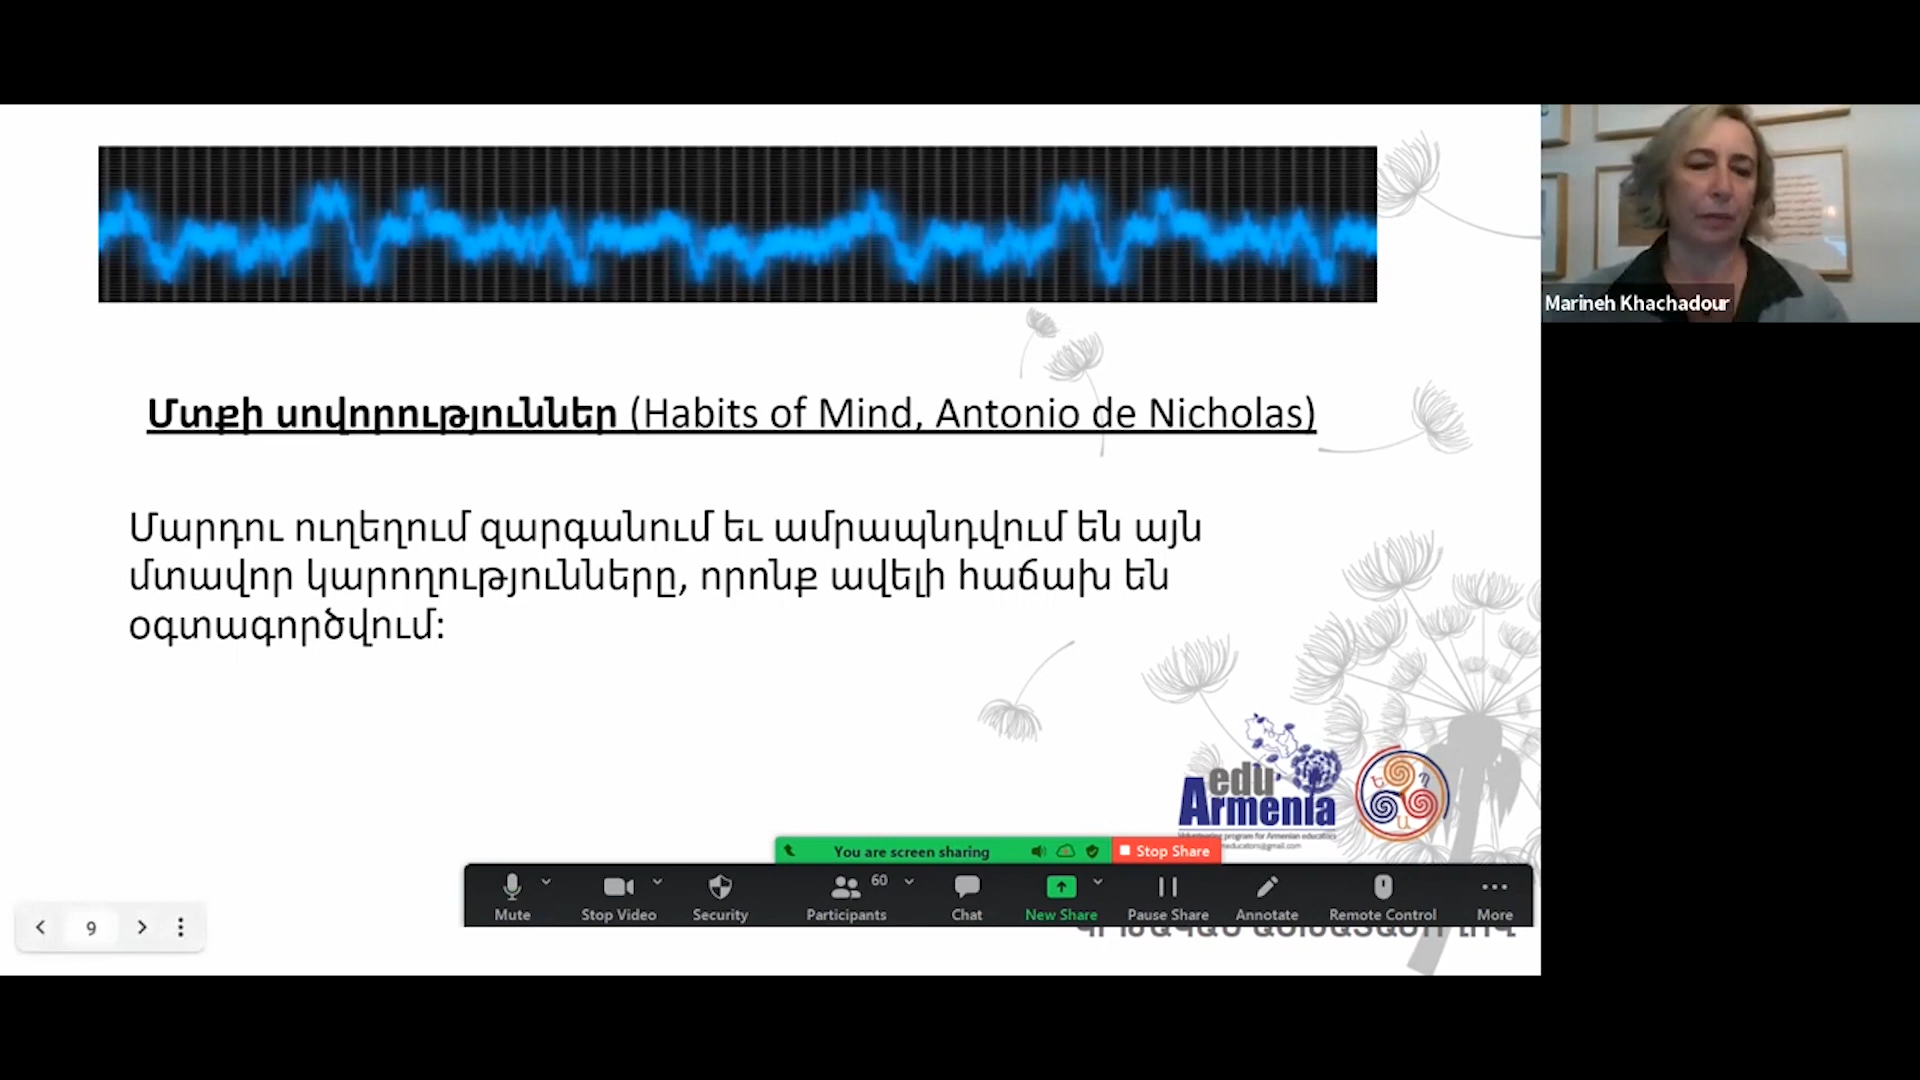 Մտքի սովորություններ (Habits of Mind, Antonio de Nicholas)
Մարդու ուղեղում զարգանում եւ ամրապնդվում են այն
մտավոր կարողությունները, որոնք ավելի հաճախ են
օգտագործվում:
Marineh Khachadour
edu
Armenia
Ե Պ
Ա
You are screen sharing
Stop Share
Mute
Stop Video
Security
60
Participants
Chat
New Share
Pause Share
Annotate
Remote Control
More
9